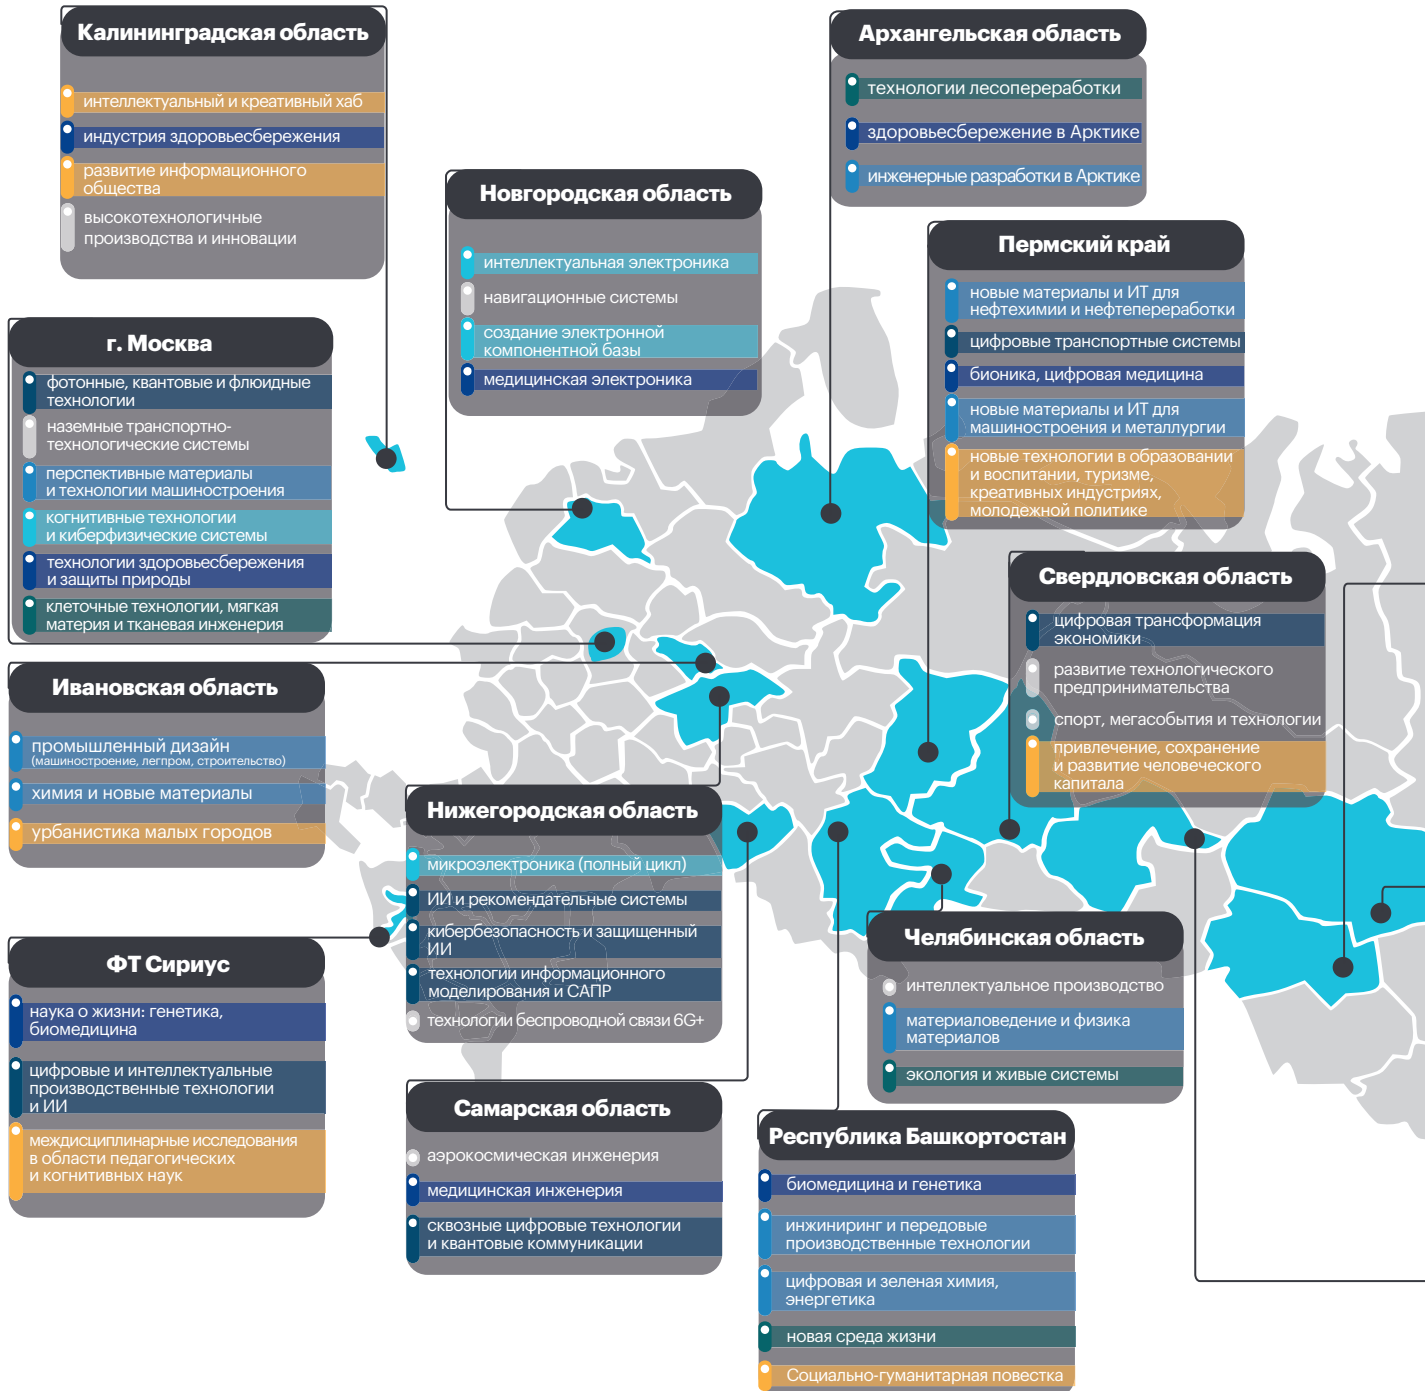 Калининградская область
интеллектуальный и креативный хаб
индустрия здоровьесбережения
развитие информационного
общества
высокотехнологичные
производства и инновации
Архангельская область
технологии лесопереработки
здоровьесбережение в Арктике
инженерные разработки в Арктике
Новгородская область
интеллектуальная электроника
навигационные системы
создание электронной
компонентной базы
медицинская электроника
Пермский край
новые материалы и ИТ для
нефтехимии и нефтепереработки
цифровые транспортные системы
бионика, цифровая медицина
новые материалы и ИТ для
машиностроения и металлургии
новые технологии в образовании
и воспитании, туризме,
креативных индустриях,
молодежной политике
г. Москва
фотонные, квантовые и флюидные
технологии
наземные транспортно-
технологические системы
перспективные материалы
и технологии машиностроения
когнитивные технологии
и киберфизические системы
технологии здоровьесбережения
и защиты природы
клеточные технологии, мягкая
материя и тканевая инженерия
Свердловская область
цифровая трансформация
экономики
развитие технологического
предпринимательства
спорт, мегасобытия и технологии
привлечение, сохранение
и развитие человеческого
капитала
Ивановская область
промышленный дизайн
(машиностроение, легпром, строительство)
химия и новые материалы
урбанистика малых городов
Нижегородская область
микроэлектроника (полный цикл)
ИИ и рекомендательные системы
кибербезопасность и защищенный
ИИ
технологии информационного
моделирования и САПР
технологии беспроводной связи 6G+
Челябинская область
интеллектуальное производство
материаловедение и физика
материалов
экология и живые системы
ФТ Сириус
наука о жизни: генетика,
биомедицина
цифровые и интеллектуальные
производственные технологии
и ИИ
междисциплинарные исследования
в области педагогических
и когнитивных наук
Самарская область
аэрокосмическая инженерия
медицинская инженерия
сквозные цифровые технологии
и квантовые коммуникации
Республика Башкортостан
биомедицина и генетика
инжиниринг и передовые
производственные технологии
цифровая и зеленая химия,
энергетика
новая среда жизни
Социально-гуманитарная повестка